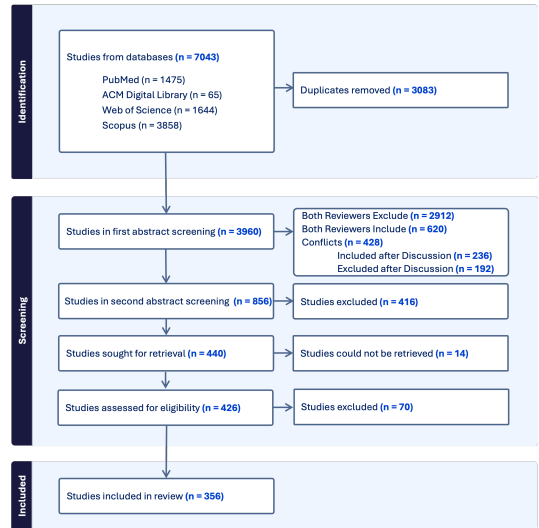 Identification
Studies from databases (n = 7043)
PubMed (n = 1475)
ACM Digital Library (n = 65)
Web of Science (n = 1644)
Scopus (n = 3858)
Duplicates removed (n = 3083)
Screening
Studies in first abstract screening (n = 3960)
Both Reviewers Exclude (n = 2912)
Both Reviewers Include (n = 620)
Conflicts (n = 428)
Included after Discussion (n = 236)
Excluded after Discussion (n = 192)
Studies in second abstract screening (n = 856)
Studies excluded (n = 416)
Studies sought for retrieval (n = 440)
Studies could not be retrieved (n = 14)
Studies assessed for eligibility (n = 426)
Studies excluded (n = 70)
Included
Studies included in review (n = 356)